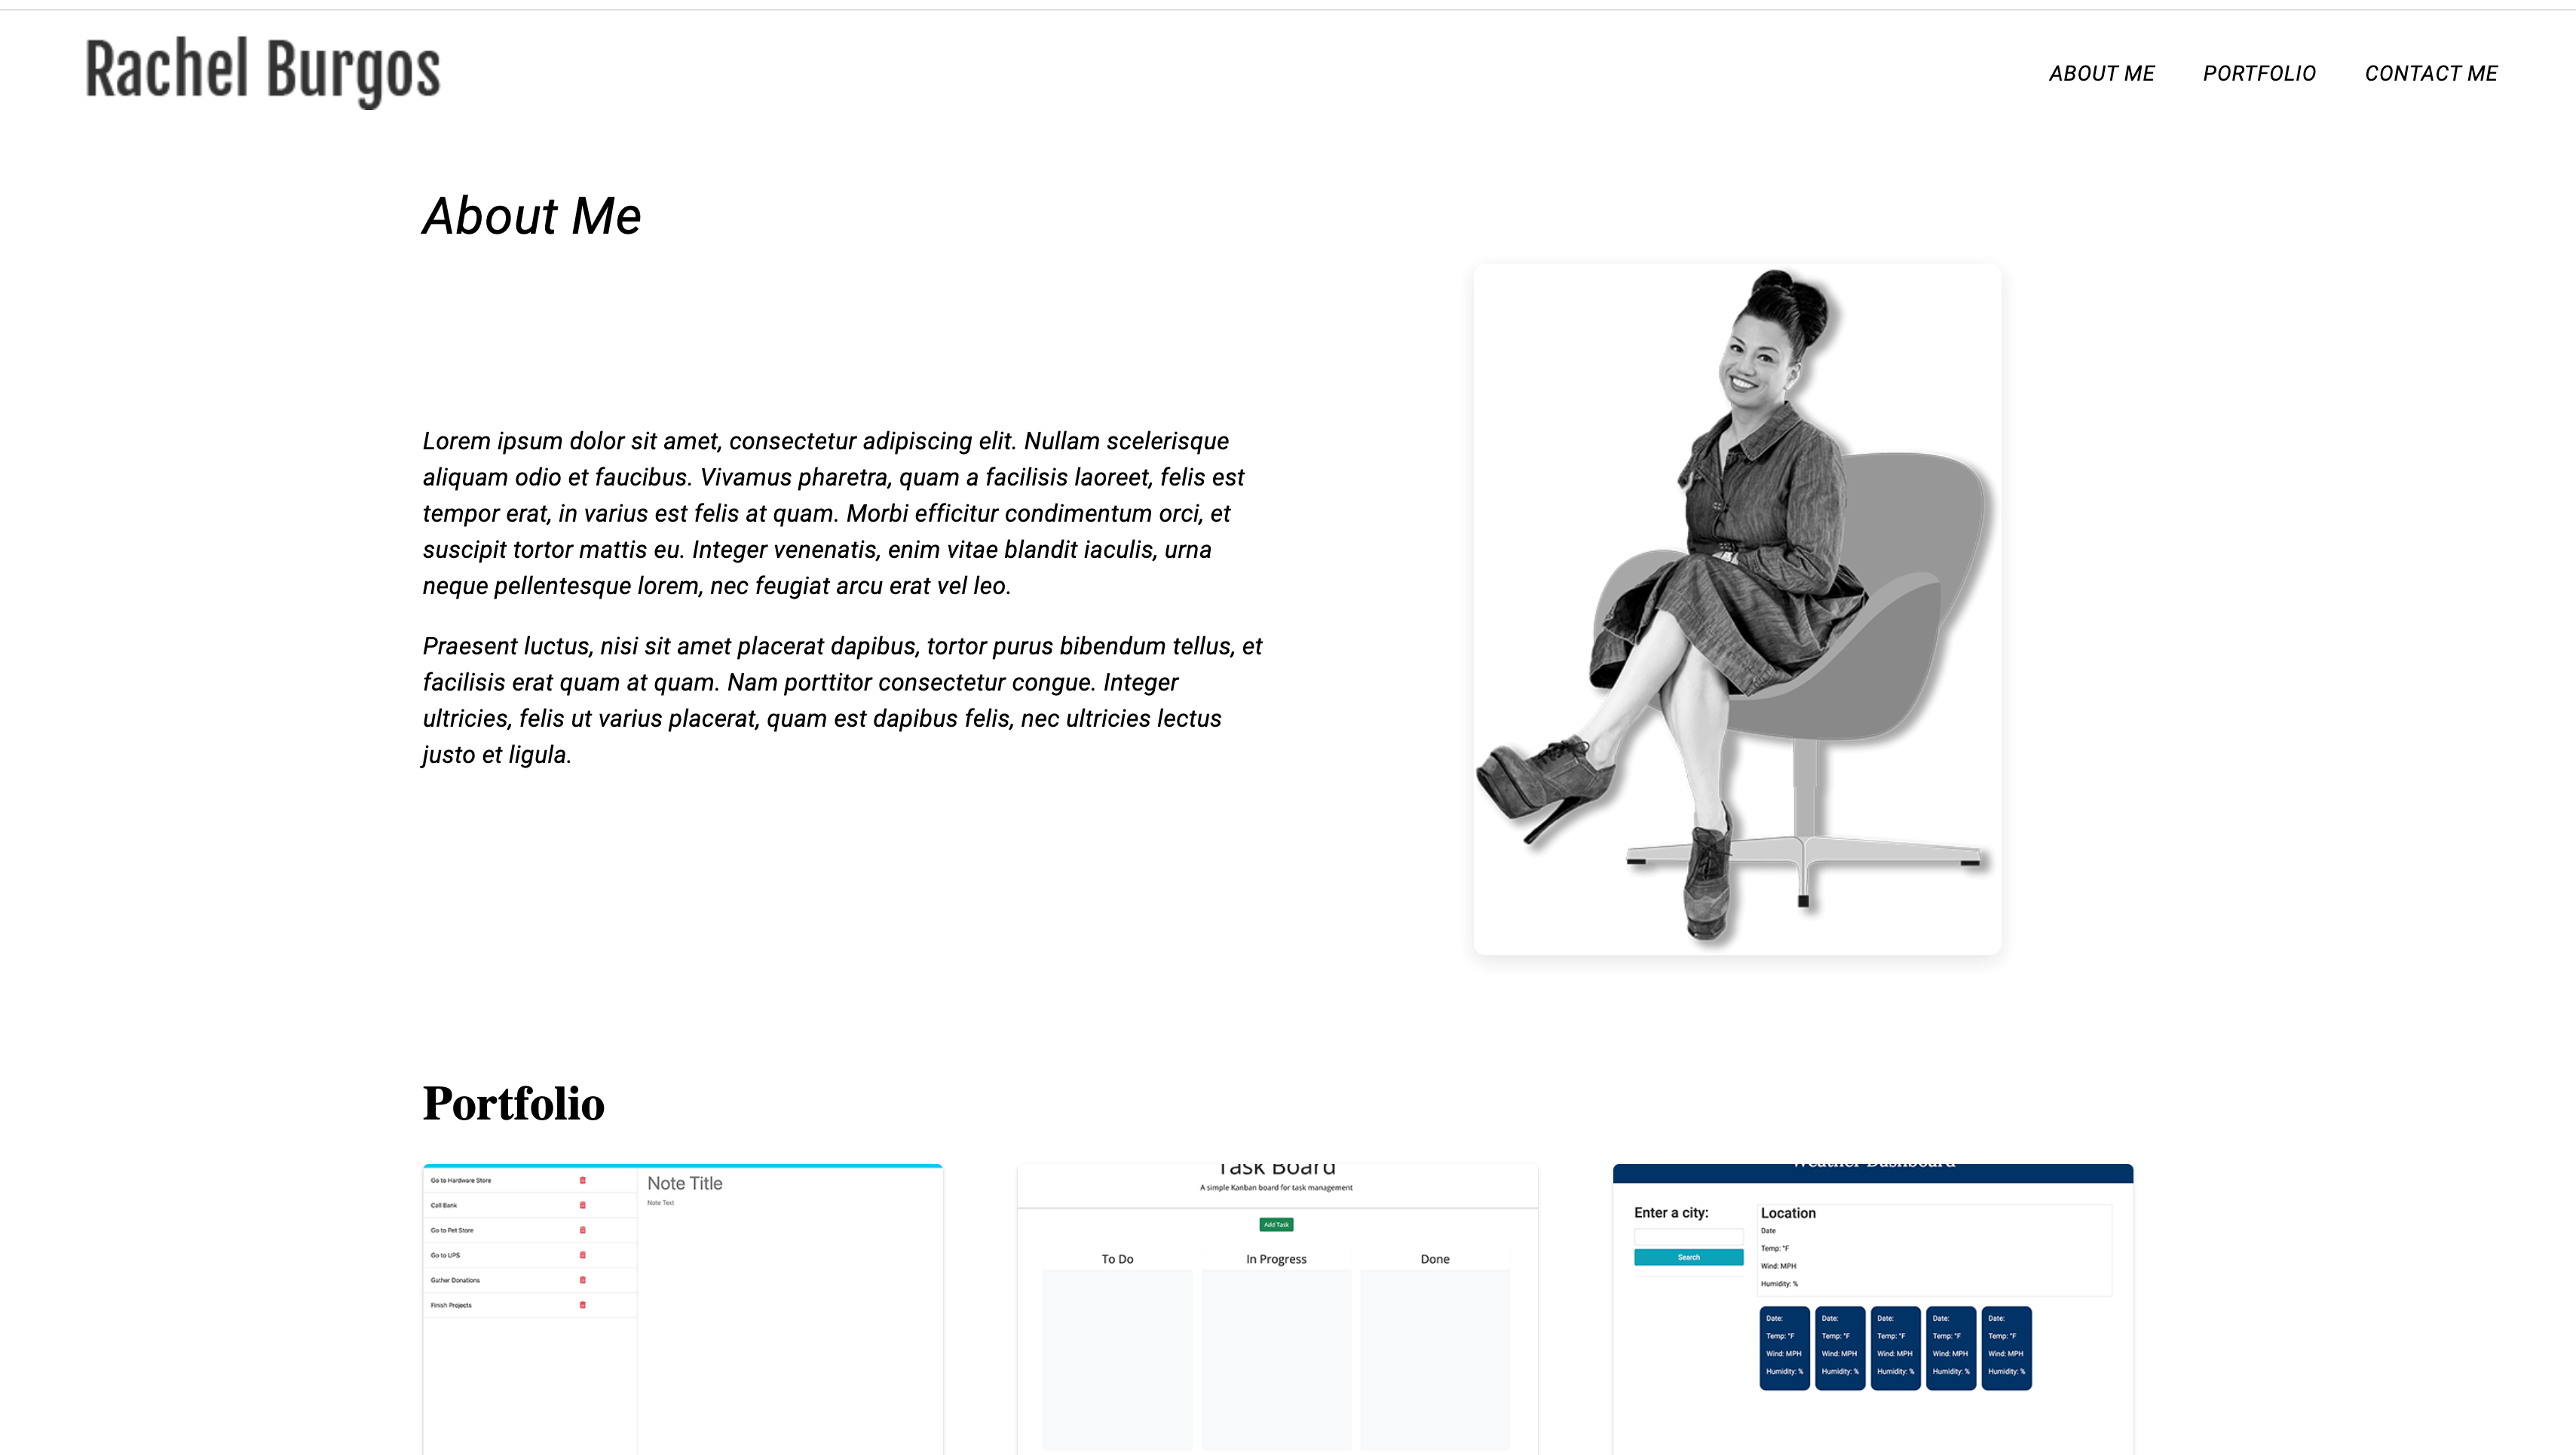 Rachel Burgos
ABOUT ME
PORTFOLIO
CONTACT ME
About Me
Lorem ipsum dolor sit amet, consectetur adipiscing elit. Nullam scelerisque
aliquam odio et faucibus. Vivamus pharetra, quam a facilisis laoreet, felis est
tempor erat, in varius est felis at quam. Morbi efficitur condimentum orci, et
suscipit tortor mattis eu. Integer venenatis, enim vitae blandit iaculis, urna
neque pellentesque lorem, nec feugiat arcu erat vel leo.
Praesent luctus, nisi sit amet placerat dapibus, tortor purus bibendum tellus, et
facilisis erat quam at quam. Nam porttitor consectetur congue. Integer
ultricies, felis ut varius placerat, quam est dapibus felis, nec ultricies lectus
justo et ligula.
Portfolio
Go to Hardware Store
Call Bank
Go to Pet Store
Go to UPS
Gather Donations
Finish Projects
Note Title
Note Text
Task Board
A simple Kanban board for task management
Add Task
To Do
In Progress
Done
Weather Dashboard
Enter a city:
Search
Location
Date
Temp: °F
Wind: MPH
Humidity: %
Date:
Temp: °F
Wind: MPH
Humidity: %
Date:
Temp: °F
Wind: MPH
Humidity: %
Date:
Temp: °F
Wind: MPH
Humidity: %
Date:
Temp: °F
Wind: MPH
Humidity: %
Date:
Temp: °F
Wind: MPH
Humidity: %